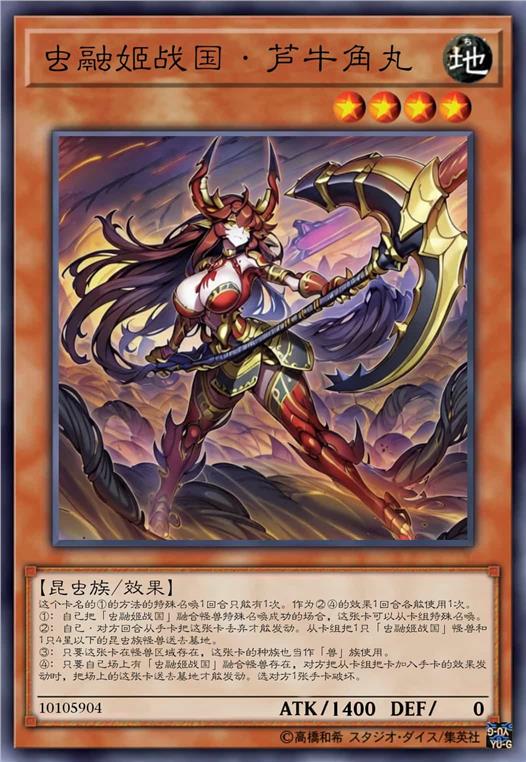 虫融姬战国·芦牛角丸
ち
地
【昆虫族/效果】
这个卡名的①的方法的特殊召唤1回合只能有1次。作为②④的效果1回合各能使用1次。
①：自己把「虫融姬战国」融合怪兽特殊召唤成功的场合，这张卡可以从卡组特殊召唤。
②：自己·对方回合从手卡把这张卡丢弃才能发动。从卡组把1只「虫融姬战国」怪兽和
1只4星以下的昆虫族怪兽送去墓地。
③：只要这张卡在怪兽区域存在，这张卡的种族也当作「兽」族使用。
④：只要自己场上有「虫融姬战国」融合怪兽存在，对方把从卡组把卡加入手卡的效果发
动时，把场上的这张卡送去墓地才能发动。选对方1张手卡破坏。
10105904 ATK/1400 DEF/ 0
©高橋和希 スタジオ·ダイス/集英社
YU-G